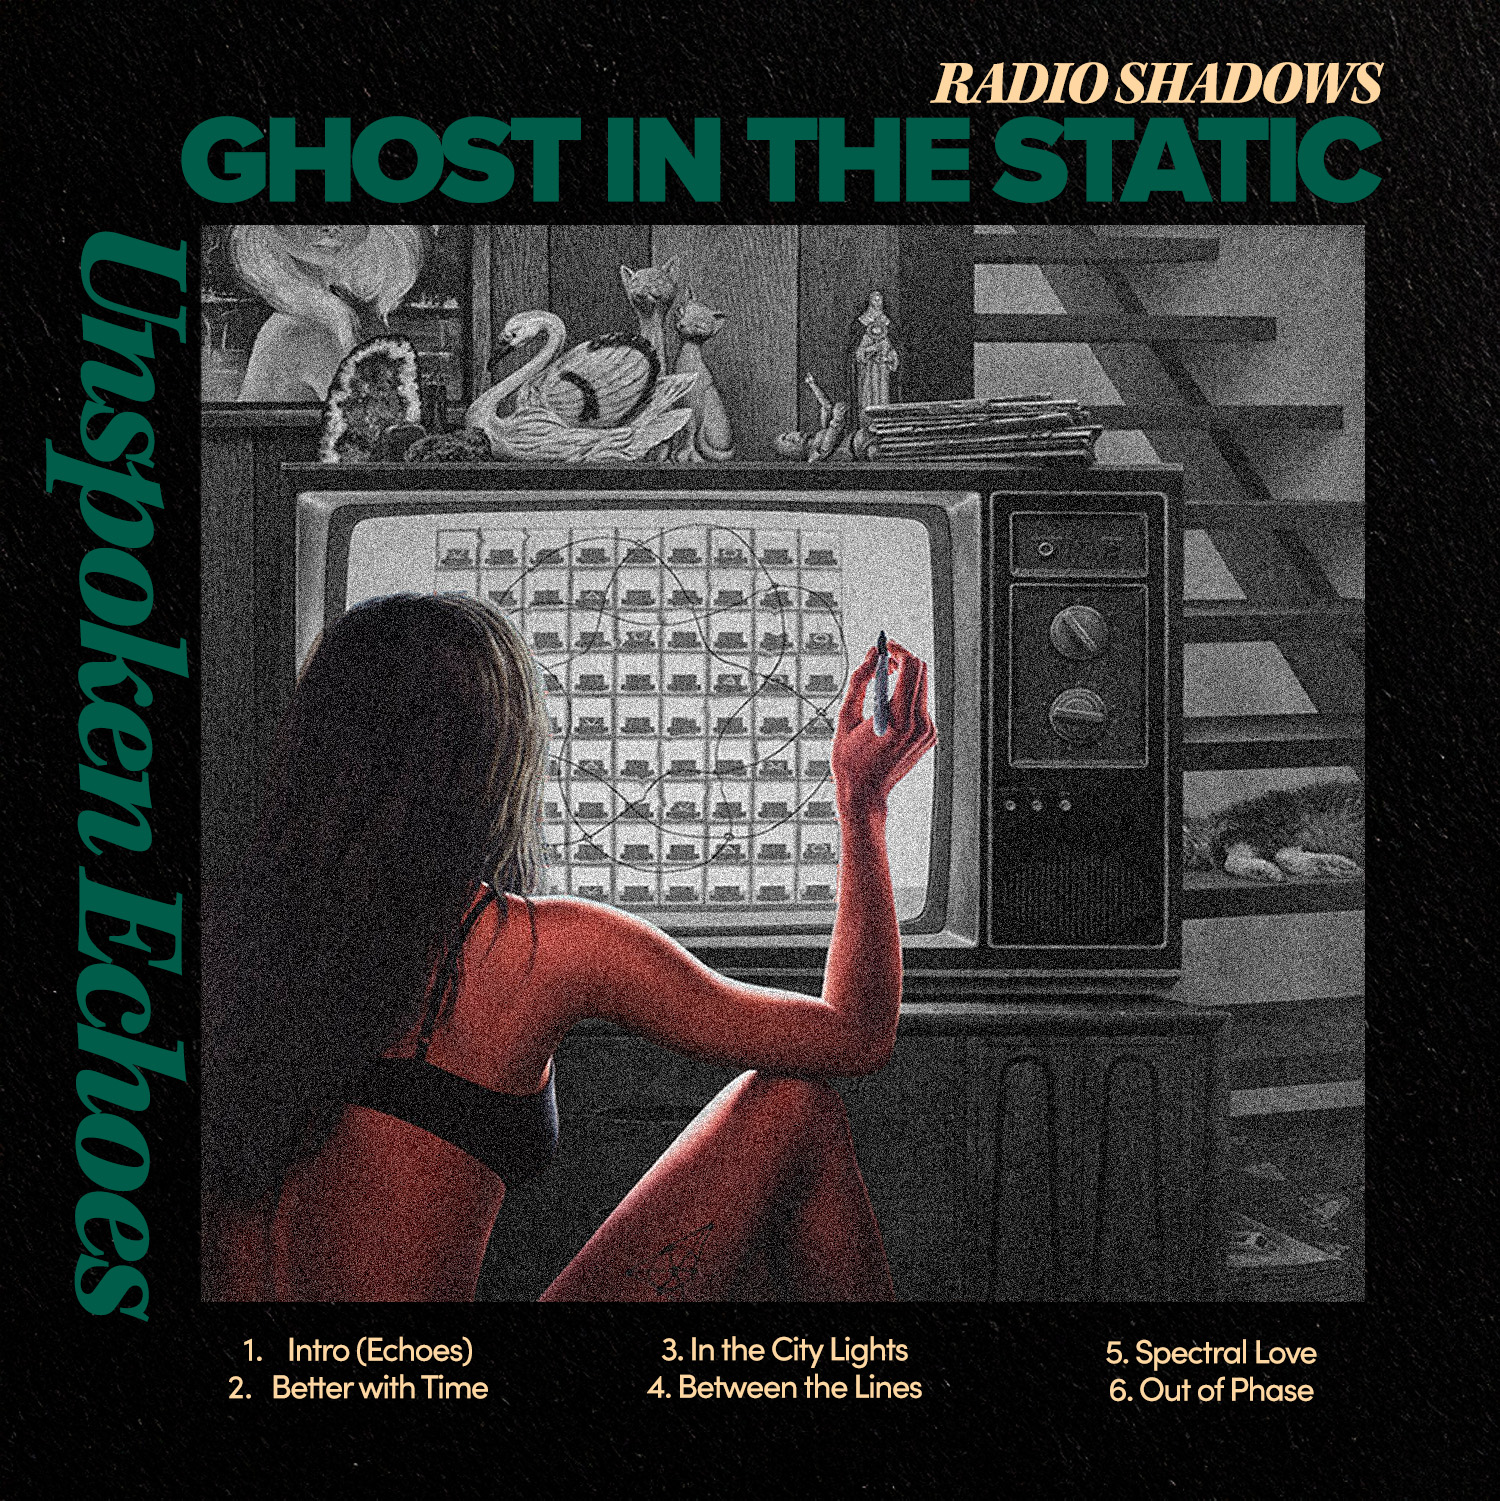 RADIO SHADOWS
GHOST IN THE STATIC
Unspoken Echoes
1. Intro (Echoes)
2. Better with Time
3. In the City Lights
4. Between the Lines
5. Spectral Love
6. Out of Phase